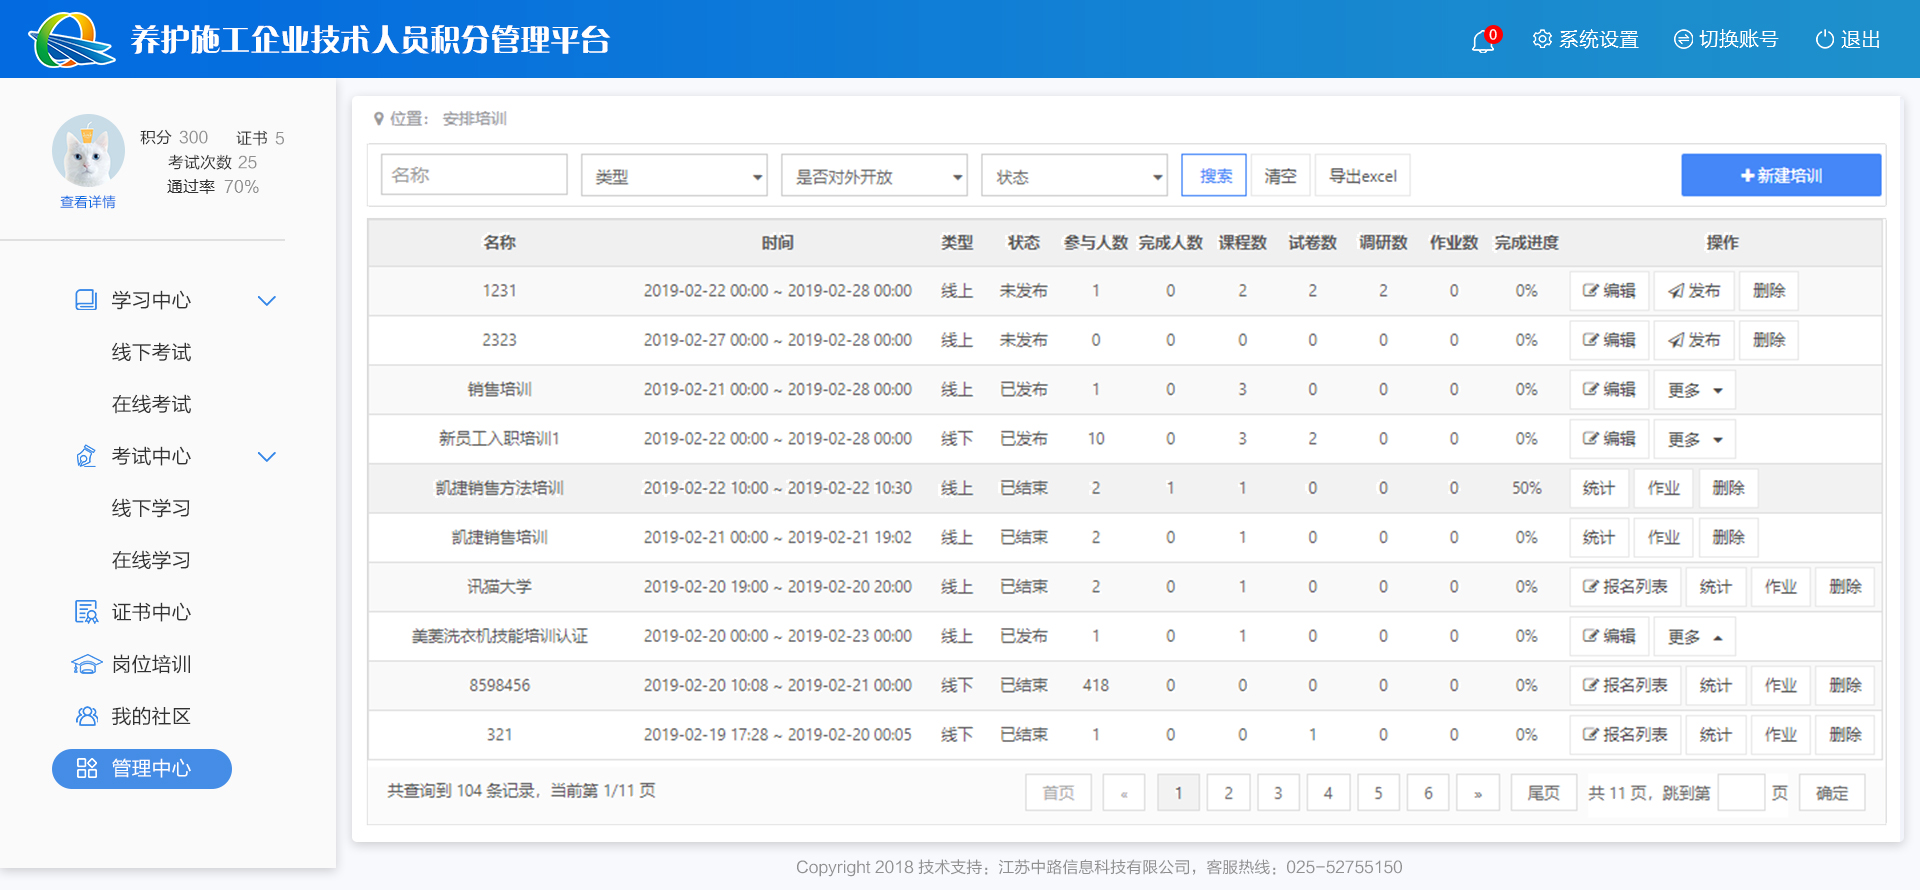 养护施工企业技术人员积分管理平台
0 系统设置 切换账号 退出
积分 300 证书 5
考试次数 25
通过率 70%
查看详情
学习中心
线下考试
在线考试
考试中心
线下学习
在线学习
证书中心
岗位培训
我的社区
管理中心
位置： 安排培训
名称 类型 是否对外开放 状态 搜索 清空 导出excel 新建培训
名称 时间 类型 状态 参与人数 完成人数 课程数 试卷数 调研数 作业数 完成进度 操作
1231 2019-02-22 00:00 ~ 2019-02-28 00:00 线上 未发布 1 0 2 2 2 0 0% 编辑 发布 删除
2323 2019-02-27 00:00 ~ 2019-02-28 00:00 线上 未发布 0 0 0 0 0 0 0% 编辑 发布 删除
销售培训 2019-02-21 00:00 ~ 2019-02-28 00:00 线上 已发布 1 0 3 0 0 0 0% 编辑 更多
新员工入职培训1 2019-02-22 00:00 ~ 2019-02-28 00:00 线下 已发布 10 0 3 2 0 0 0% 编辑 更多
凯捷销售方法培训 2019-02-22 10:00 ~ 2019-02-22 10:30 线上 已结束 2 1 1 0 0 0 50% 统计 作业 删除
凯捷销售培训 2019-02-21 00:00 ~ 2019-02-21 19:02 线上 已结束 2 0 1 0 0 0 0% 统计 作业 删除
讯猫大学 2019-02-20 19:00 ~ 2019-02-20 20:00 线上 已结束 2 0 1 0 0 0 0% 报名列表 统计 作业 删除
美菱洗衣机技能培训认证 2019-02-20 00:00 ~ 2019-02-23 00:00 线上 已发布 1 0 1 0 0 0 0% 编辑 更多
8598456 2019-02-20 10:08 ~ 2019-02-21 00:00 线下 已结束 418 0 0 0 0 0 0% 报名列表 统计 作业 删除
321 2019-02-19 17:28 ~ 2019-02-20 00:05 线下 已结束 1 0 0 1 0 0 0% 报名列表 统计 作业 删除
共查询到 104 条记录，当前第 1/11 页 首页 « 1 2 3 4 5 6 » 尾页 共 11 页，跳到第 页 确定
Copyright 2018 技术支持：江苏中路信息科技有限公司，客服热线：025-52755150